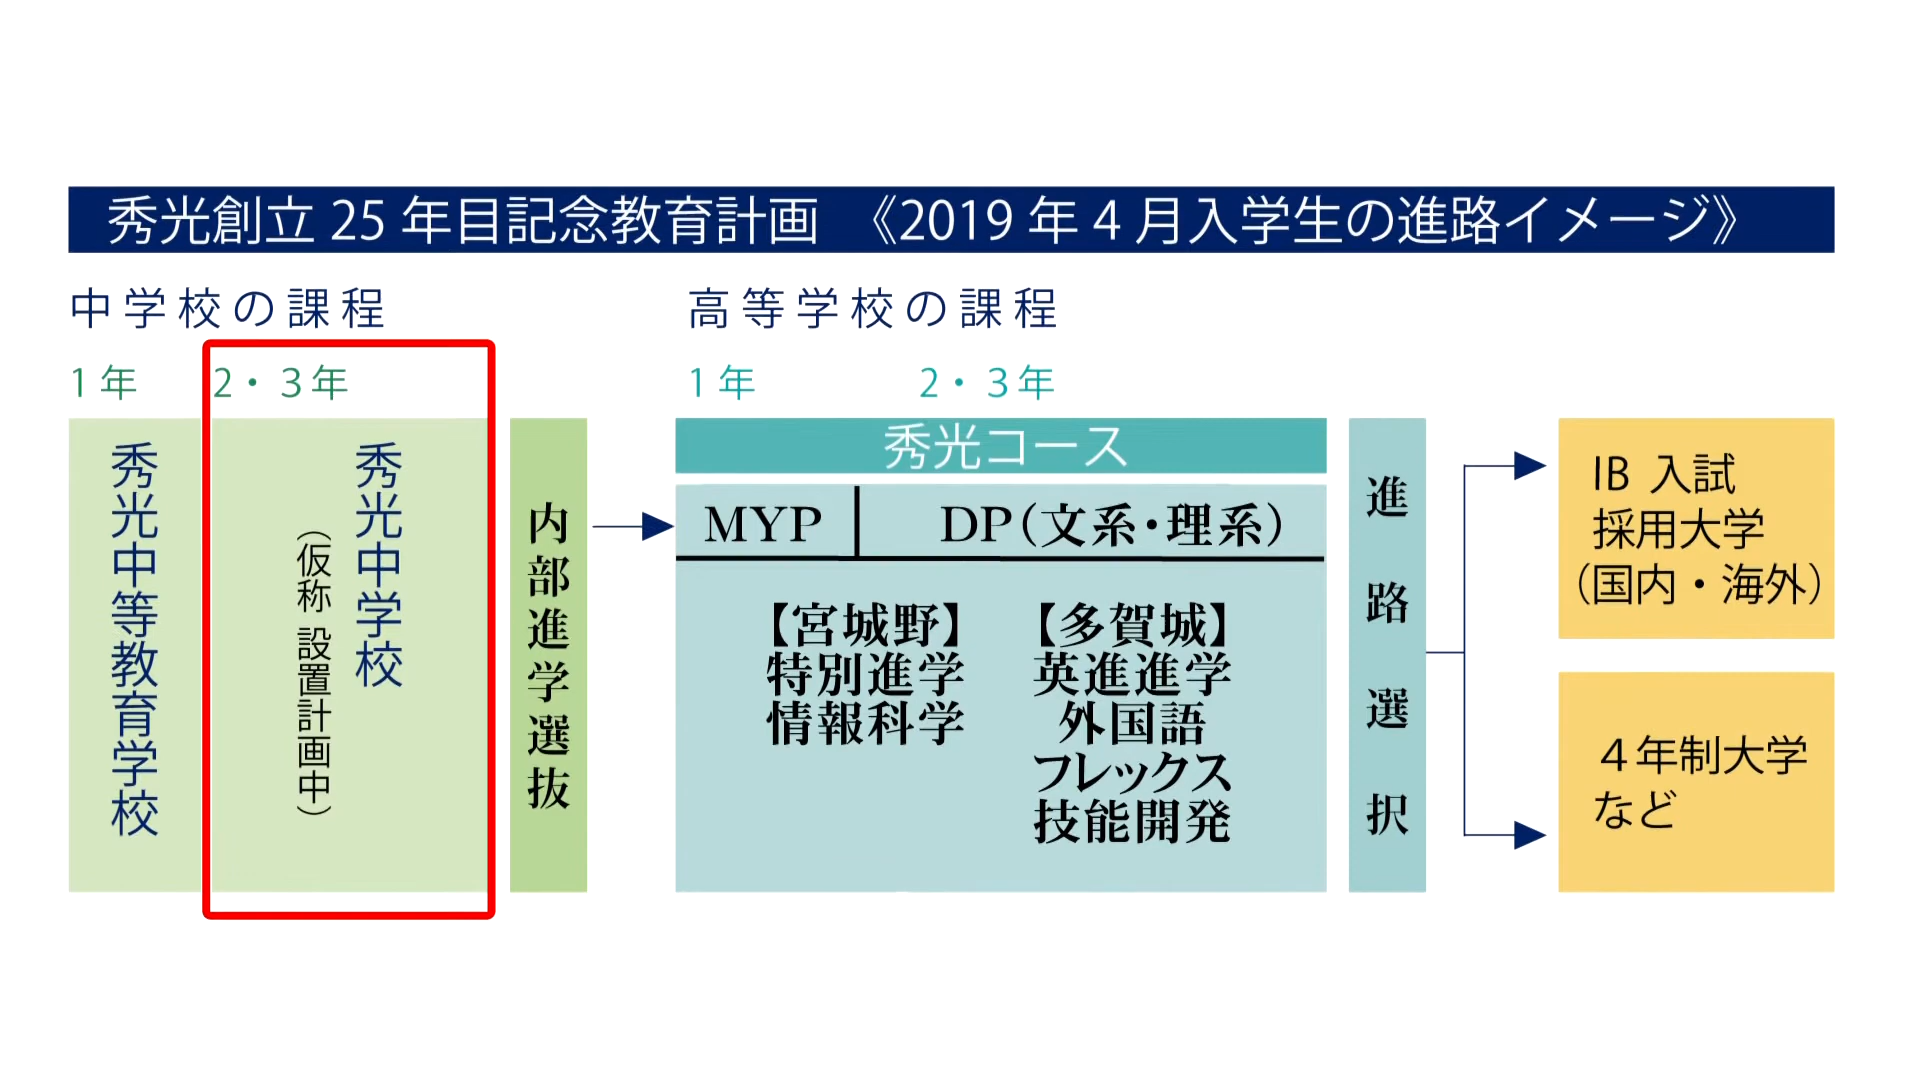 秀光創立 25 年目記念教育計画 《2019 年 4 月入学生の進路イメージ》
中学校の課程
1 年
2・3年
秀光中等教育学校
秀光中学校
（仮称 設置計画中）
内部進学選抜
高等学校の課程
1 年
2・3年
秀光コース
MYP
DP（文系・理系）
【宮城野】
特別進学
情報科学
【多賀城】
英進進学
外国語
フレックス
技能開発
進路選択
IB 入試
採用大学
（国内・海外）
4年制大学
など